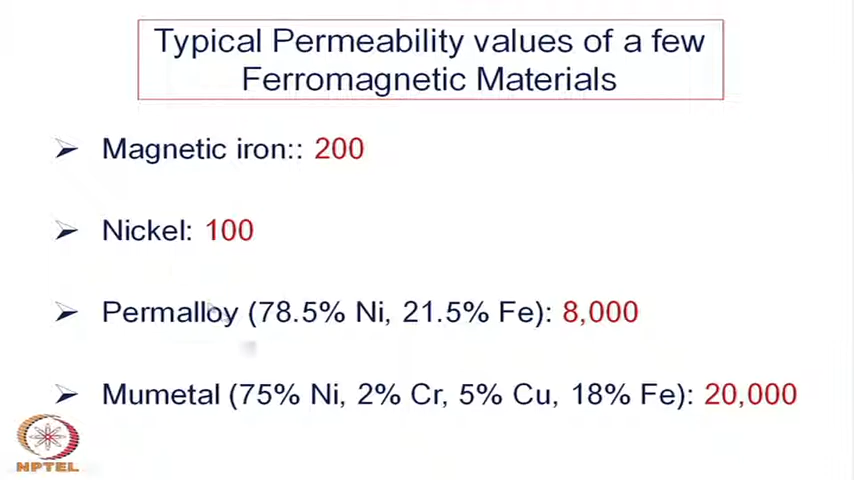 Typical Permeability values of a few
Ferromagnetic Materials
Magnetic iron:: 200
Nickel: 100
Permalloy (78.5% Ni, 21.5% Fe): 8,000
Mumetal (75% Ni, 2% Cr, 5% Cu, 18% Fe): 20,000
NPTEL